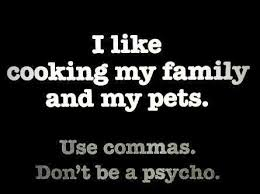 I like
cooking my family
and my pets.
Use commas.
Don't be a psycho.